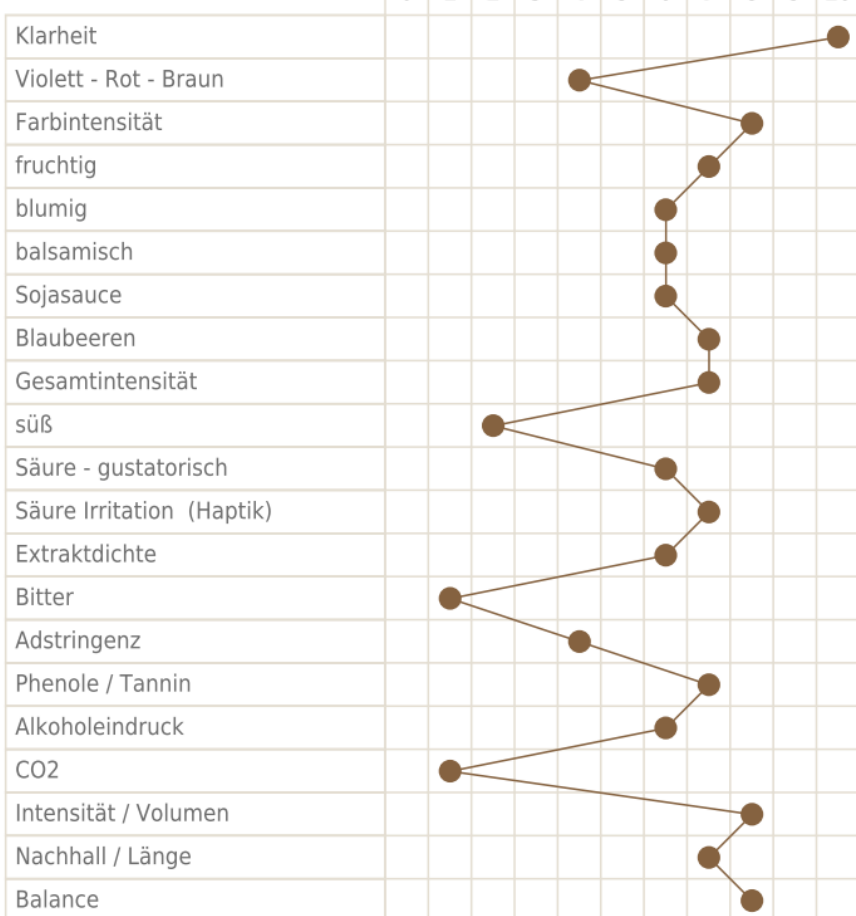 Klarheit
Violett - Rot - Braun
Farbintensität
fruchtig
blumig
balsamisch
Sojasauce
Blaubeeren
Gesamtintensität
süß
Säure - gustatorisch
Säure Irritation  (Haptik)
Extraktdichte
Bitter
Adstringenz
Phenole / Tannin
Alkoholeindruck
CO2
Intensität / Volumen
Nachhall / Länge
Balance